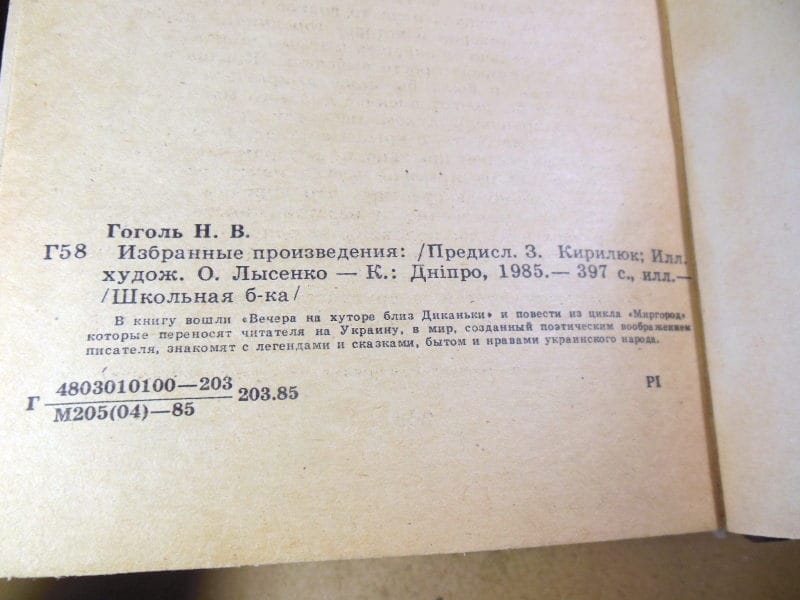 Гоголь Н. В.
Г58 Избранные произведения: /Предисл. З. Кирилюк; Илл.
худож. О. Лысенко — К.: Дніпро, 1985.— 397 с., илл.—
/Школьная б-ка/
В книгу вошли «Вечера на хуторе близ Диканьки» и повести из цикла «Миргород»
которые переносят читателя на Украину, в мир, созданный поэтическим воображением
писателя, знакомят с легендами и сказками, бытом и нравами украинского народа.
Г 4803010100—203 203.85 РІ
М205(04)—85